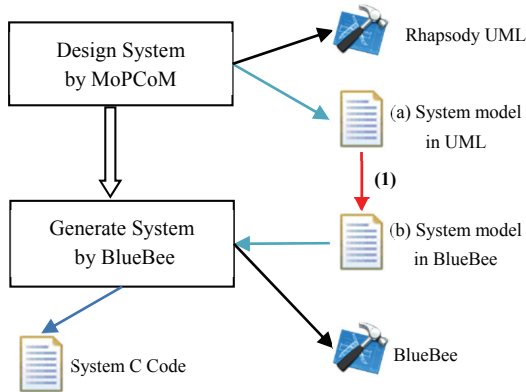 Design System
by MoPCoM
Rhapsody UML
(a) System model
in UML
(1)
Generate System
by BlueBee
(b) System model
in BlueBee
System C Code
BlueBee